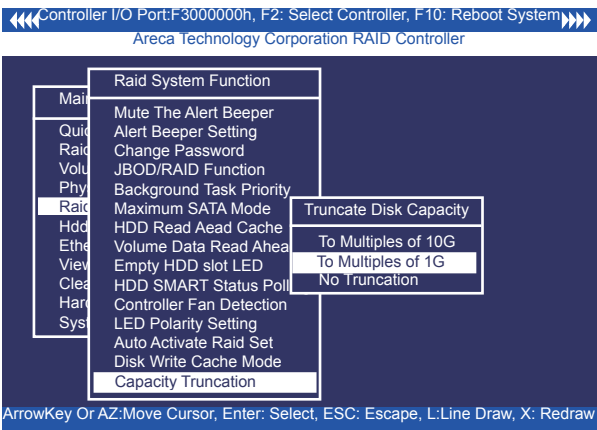 Controller I/O Port:F3000000h, F2: Select Controller, F10: Reboot System
Areca Technology Corporation RAID Controller
Raid System Function
Mute The Alert Beeper
Alert Beeper Setting
Change Password
JBOD/RAID Function
Background Task Priority
Maximum SATA Mode
HDD Read Aead Cache
Volume Data Read Ahea
Empty HDD slot LED
HDD SMART Status Poll
Controller Fan Detection
LED Polarity Setting
Auto Activate Raid Set
Disk Write Cache Mode
Capacity Truncation
Mai
Quic
Raid
Volu
Phy
Raid
Hdd
Ethe
View
Clea
Hard
Syst
Truncate Disk Capacity
To Multiples of 10G
To Multiples of 1G
No Truncation
ArrowKey Or AZ:Move Cursor, Enter: Select, ESC: Escape, L:Line Draw, X: Redraw